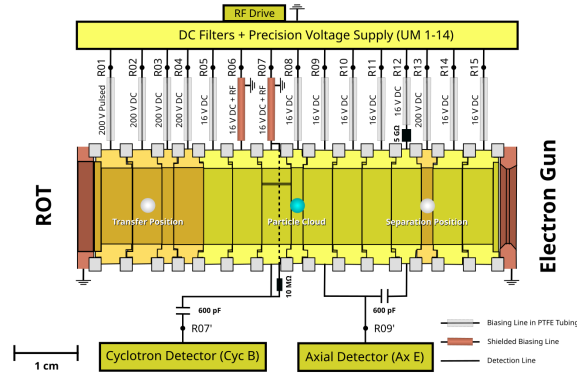 RF Drive
DC Filters + Precision Voltage Supply (UM 1-14)
R01
R02
R03
R04
R05
R06
R07
R08
R09
R10
R11
R12
R13
R14
R15
200 V Pulsed
200 V DC
200 V DC
200 V DC
16 V DC
16 V DC + RF
16 V DC + RF
16 V DC
16 V DC
16 V DC
16 V DC
16 V DC
200 V DC
16 V DC
16 V DC
5 GΩ
ROT
Transfer Position
Particle Cloud
Separation Position
Electron Gun
10 MΩ
600 pF
600 pF
R07'
R09'
Biasing Line in PTFE Tubing
Shielded Biasing Line
Detection Line
1 cm
Cyclotron Detector (Cyc B)
Axial Detector (Ax E)